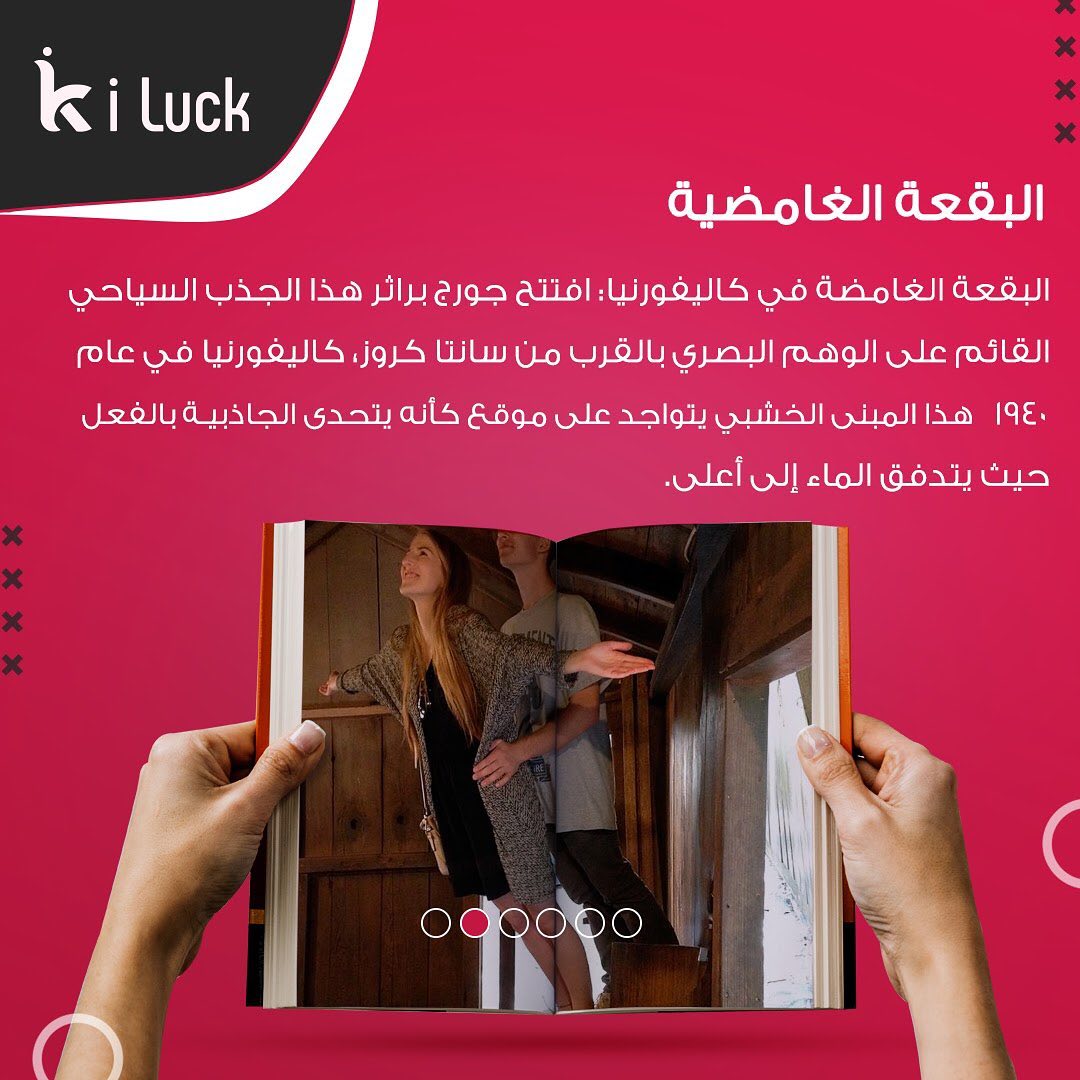 i Luck
البقعة الغامضية
البقعة الغامضة في كاليفورنيا: افتتح جورج براثر هذا الجذب السياحي
القائم على الوهم البصري بالقرب من سانتا كروز، كاليفورنيا في عام
١٩٤٠ هذا المبنى الخشبي يتواجد على موقع كأنه يتحدى الجاذبية بالفعل
حيث يتدفق الماء إلى أعلى.